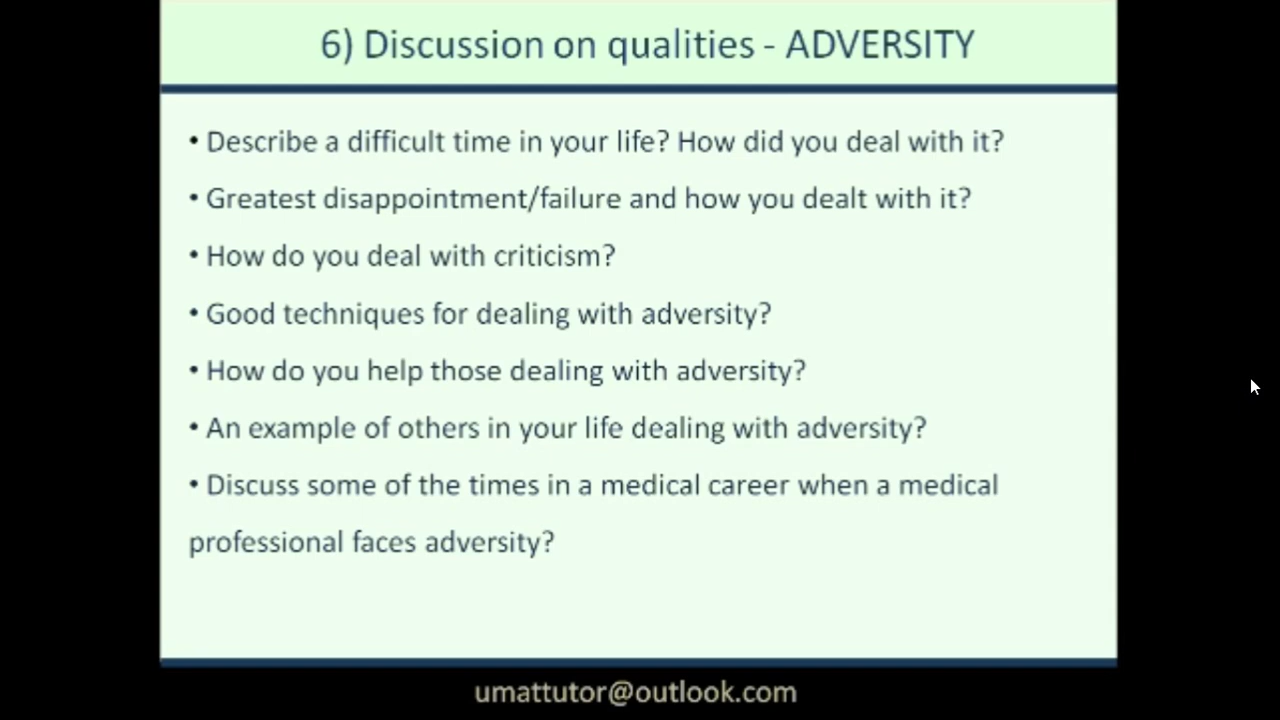 6) Discussion on qualities - ADVERSITY
• Describe a difficult time in your life? How did you deal with it?
• Greatest disappointment/failure and how you dealt with it?
• How do you deal with criticism?
• Good techniques for dealing with adversity?
• How do you help those dealing with adversity?
• An example of others in your life dealing with adversity?
• Discuss some of the times in a medical career when a medical
professional faces adversity?
umattutor@outlook.com